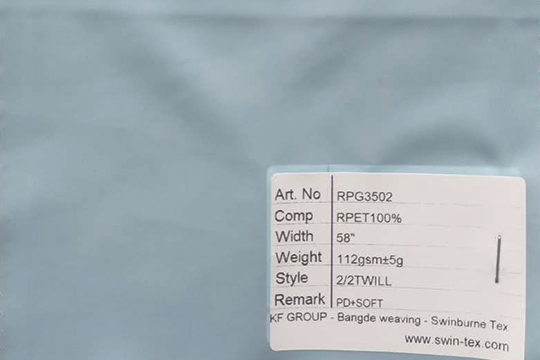 Art. No RPG3502
Comp RPET100%
Width 58"
Weight 112gsm±5g
Style 2/2TWILL
Remark PD+SOFT
KF GROUP - Bangde weaving - Swinburne Tex
www.swin-tex.com